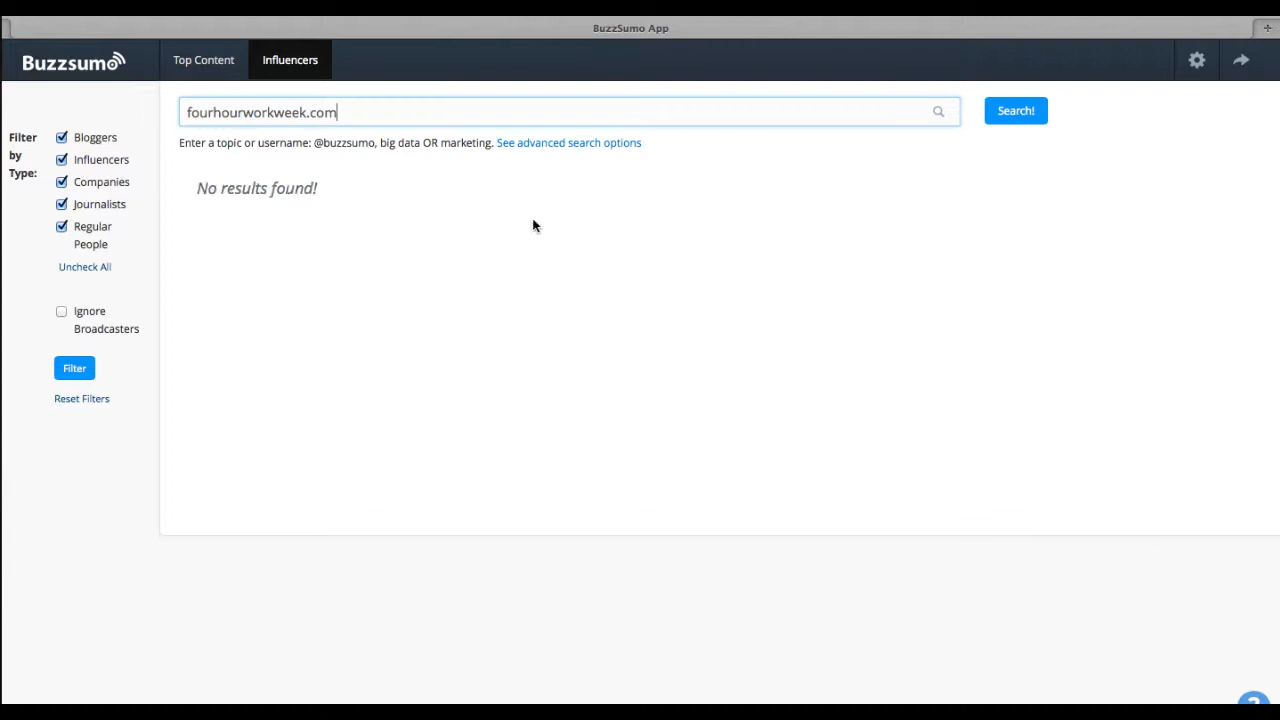 BuzzSumo App
+
Buzzsumo
Top Content
Influencers
fourhourworkweek.com
Search!
Enter a topic or username: @buzzsumo, big data OR marketing. See advanced search options
No results found!
Filter
by
Type:
Bloggers
Influencers
Companies
Journalists
Regular
People
Uncheck All
Ignore
Broadcasters
Filter
Reset Filters
?